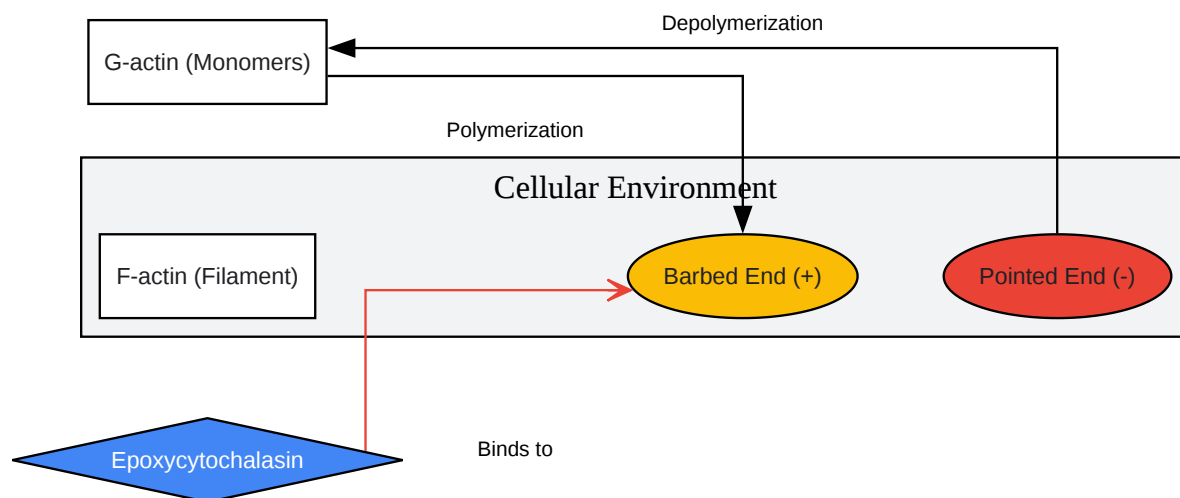 Depolymerization
G-actin (Monomers)
Polymerization
Cellular Environment
F-actin (Filament)
Barbed End (+)
Pointed End (-)
Epoxycytochalasin
Binds to